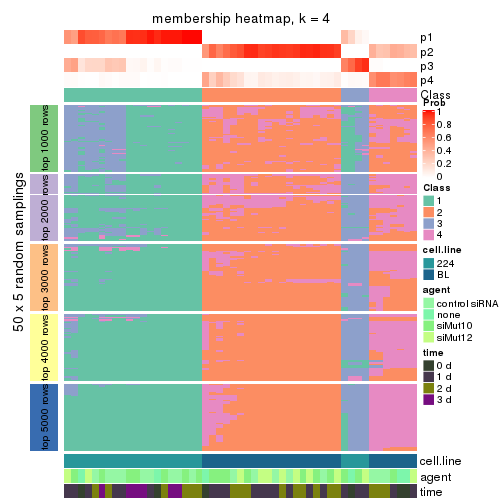 membership heatmap, k = 4
p1
p2
p3
p4
Class
Prob
1
0.8
0.6
0.4
0.2
0
Class
1
2
3
4
cell.line
224
BL
agent
control siRNA
none
siMut10
siMut12
time
0 d
1 d
2 d
3 d
50 x 5 random samplings
top 1000 rows
top 2000 rows
top 3000 rows
top 4000 rows
top 5000 rows
cell.line
agent
time